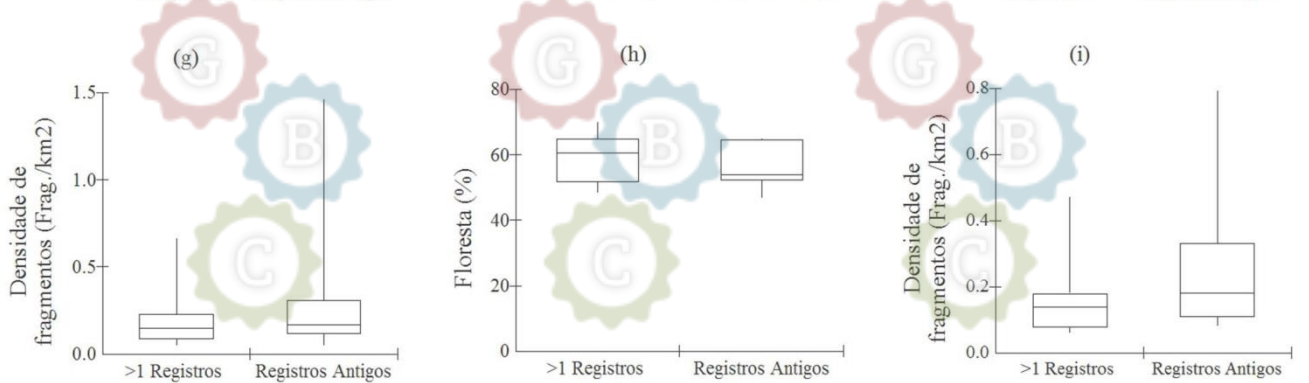 (g)
Densidade de
fragmentos (Frag./km2)
1.5
1.0
0.5
0.0
>1 Registros
Registros Antigos
(h)
Floresta (%)
80
60
40
20
0
>1 Registros
Registros Antigos
(i)
Densidade de
fragmentos (Frag./km2)
0.8
0.6
0.4
0.2
0.0
>1 Registros
Registros Antigos
G
B
C
G
B
C
G
B
C